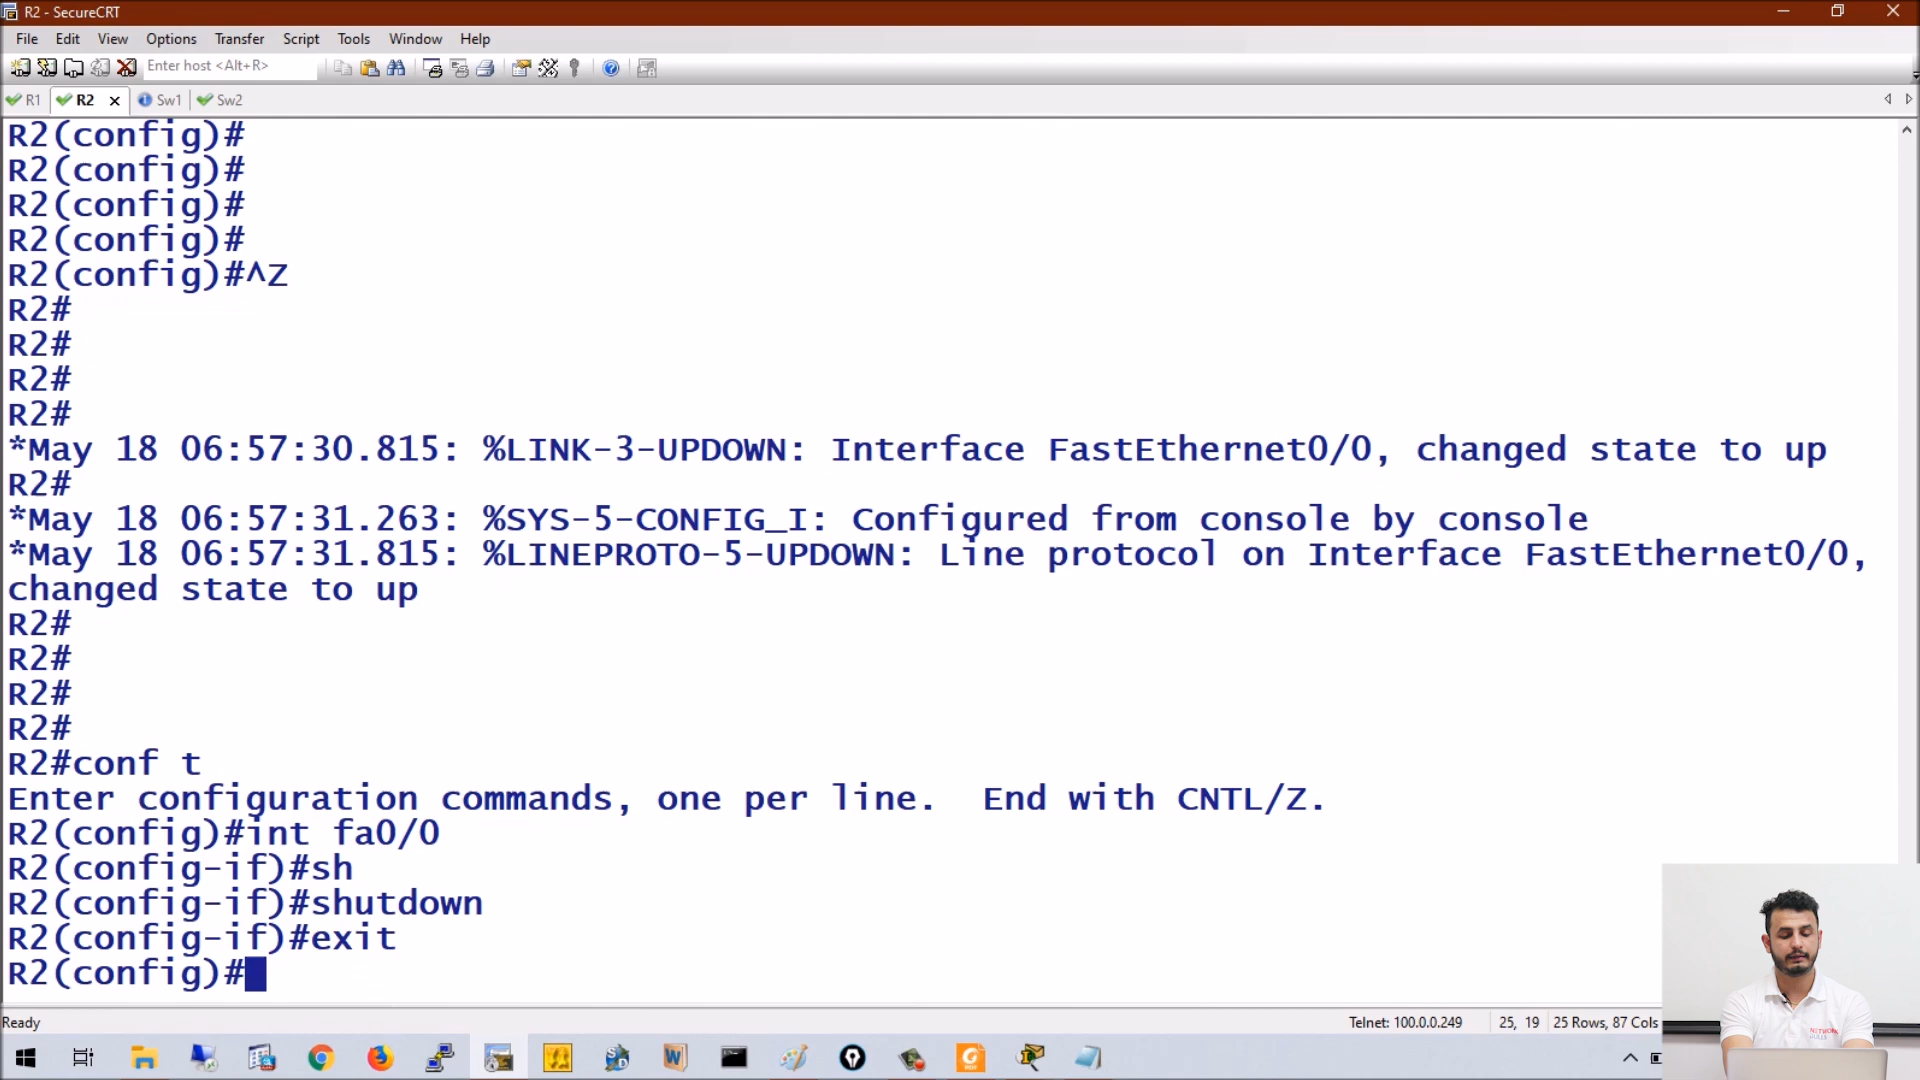 R2 - SecureCRT
File Edit View Options Transfer Script Tools Window Help
Enter host <Alt+R>
R1 R2 Sw1 Sw2
R2(config)#
R2(config)#
R2(config)#
R2(config)#
R2(config)#^Z
R2#
R2#
R2#
R2#
*May 18 06:57:30.815: %LINK-3-UPDOWN: Interface FastEthernet0/0, changed state to up
R2#
*May 18 06:57:31.263: %SYS-5-CONFIG_I: Configured from console by console
*May 18 06:57:31.815: %LINEPROTO-5-UPDOWN: Line protocol on Interface FastEthernet0/0,
changed state to up
R2#
R2#
R2#
R2#
R2#conf t
Enter configuration commands, one per line.  End with CNTL/Z.
R2(config)#int fa0/0
R2(config-if)#sh
R2(config-if)#shutdown
R2(config-if)#exit
R2(config)#
Ready Telnet: 100.0.0.249 25, 19 25 Rows, 87 Cols